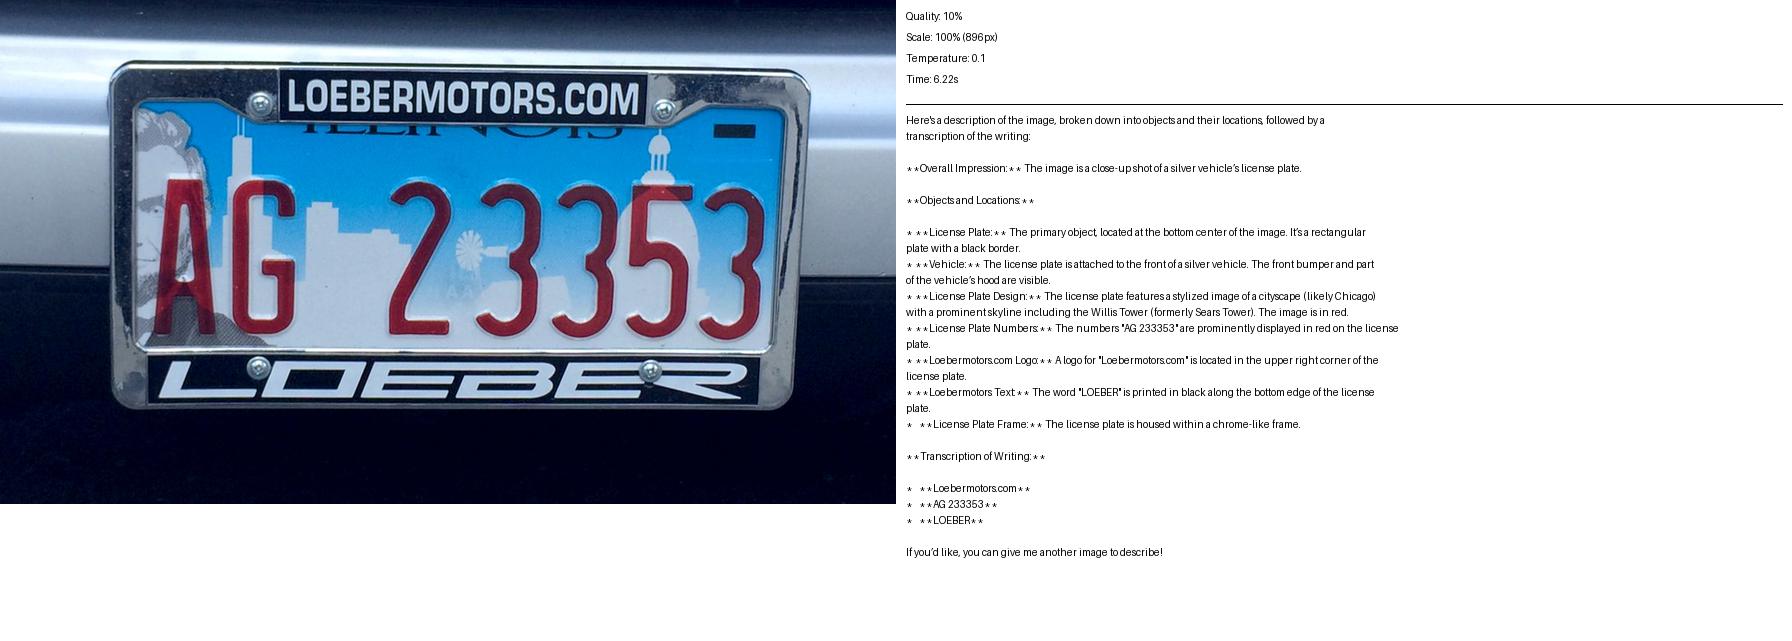 LOEBERMOTORS.COM
ILLINOIS
AG 23353
LOEBER
Quality: 10%
Scale: 100% (896px)
Temperature: 0.1
Time: 6.22s
Here's a description of the image, broken down into objects and their locations, followed by a
transcription of the writing:
**Overall Impression:** The image is a close-up shot of a silver vehicle's license plate.
**Objects and Locations:**
* **License Plate:** The primary object, located at the bottom center of the image. It's a rectangular
plate with a black border.
* **Vehicle:** The license plate is attached to the front of a silver vehicle. The front bumper and part
of the vehicle's hood are visible.
* **License Plate Design:** The license plate features a stylized image of a cityscape (likely Chicago)
with a prominent skyline including the Willis Tower (formerly Sears Tower). The image is in red.
* **License Plate Numbers:** The numbers "AG 233353" are prominently displayed in red on the license
plate.
* **Loebermotors.com Logo:** A logo for "Loebermotors.com" is located in the upper right corner of the
license plate.
* **Loebermotors Text:** The word "LOEBER" is printed in black along the bottom edge of the license
plate.
* **License Plate Frame:** The license plate is housed within a chrome-like frame.
**Transcription of Writing:**
* **Loebermotors.com**
* **AG 233353**
* **LOEBER**
If you'd like, you can give me another image to describe!